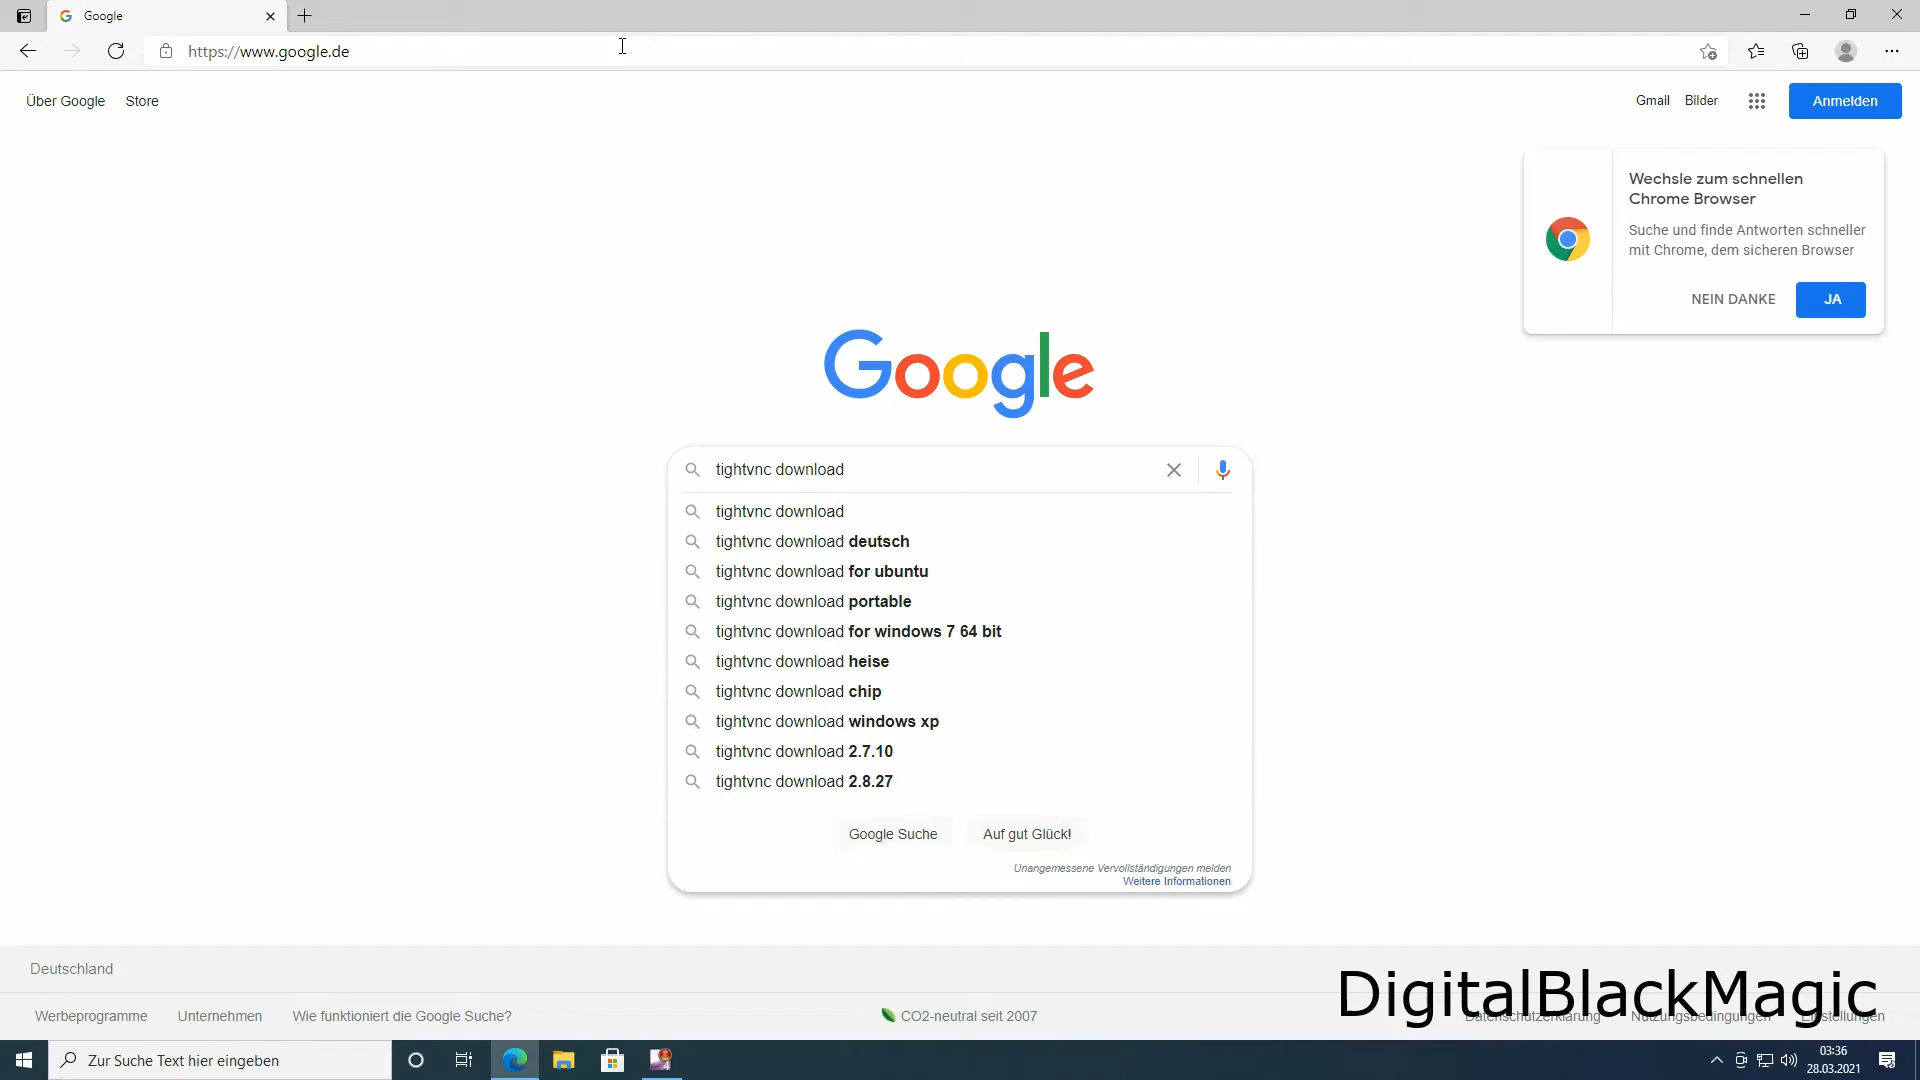 Google
https://www.google.de
Über Google Store
Gmail Bilder Anmelden
Wechsle zum schnellen
Chrome Browser
Suche und finde Antworten schneller
mit Chrome, dem sicheren Browser
NEIN DANKE JA
Google
tightvnc download
tightvnc download
tightvnc download deutsch
tightvnc download for ubuntu
tightvnc download portable
tightvnc download for windows 7 64 bit
tightvnc download heise
tightvnc download chip
tightvnc download windows xp
tightvnc download 2.7.10
tightvnc download 2.8.27
Google Suche Auf gut Glück!
Unangemessene Vervollständigungen melden
Weitere Informationen
Deutschland
DigitalBlackMagic
Werbeprogramme Unternehmen Wie funktioniert die Google Suche? CO2-neutral seit 2007 Datenschutzerklärung Nutzungsbedingungen Einstellungen
Zur Suche Text hier eingeben
03:36
28.03.2021